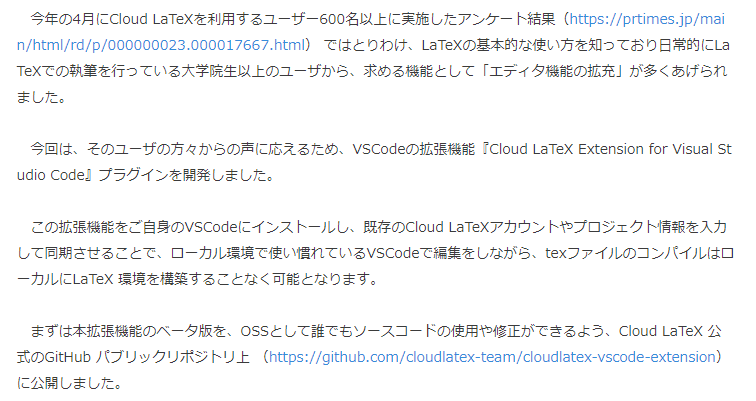 今年の4月にCloud LaTeXを利用するユーザー600名以上に実施したアンケート結果（https://prtimes.jp/mai
n/html/rd/p/000000023.000017667.html） ではとりわけ、LaTeXの基本的な使い方を知っており日常的にLa
TeXでの執筆を行っている大学院生以上のユーザから、求める機能として「エディタ機能の拡充」が多くあげられ
ました。
今回は、そのユーザの方々からの声に応えるため、VSCodeの拡張機能『Cloud LaTeX Extension for Visual St
udio Code』プラグインを開発しました。
この拡張機能をご自身のVSCodeにインストールし、既存のCloud LaTeXアカウントやプロジェクト情報を入力
して同期させることで、ローカル環境で使い慣れているVSCodeで編集をしながら、texファイルのコンパイルはロ
ーカルにLaTeX 環境を構築することなく可能となります。
まずは本拡張機能のベータ版を、OSSとして誰でもソースコードの使用や修正ができるよう、Cloud LaTeX 公
式のGitHub パブリックリポジトリ上 （https://github.com/cloudlatex-team/cloudlatex-vscode-extension）
に公開しました。